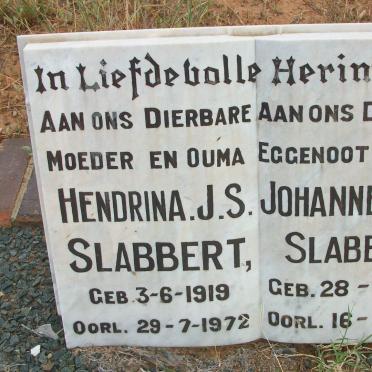 In Liefdevolle Herin
Aan ons Dierbare
Moeder en Ouma
Hendrina.J.S.
Slabbert,
Geb 3-6-1919
Oorl. 29-7-1972
Aan ons D
Eggenoot
Johanne
Slabb
Geb. 28 -
Oorl. 16 -